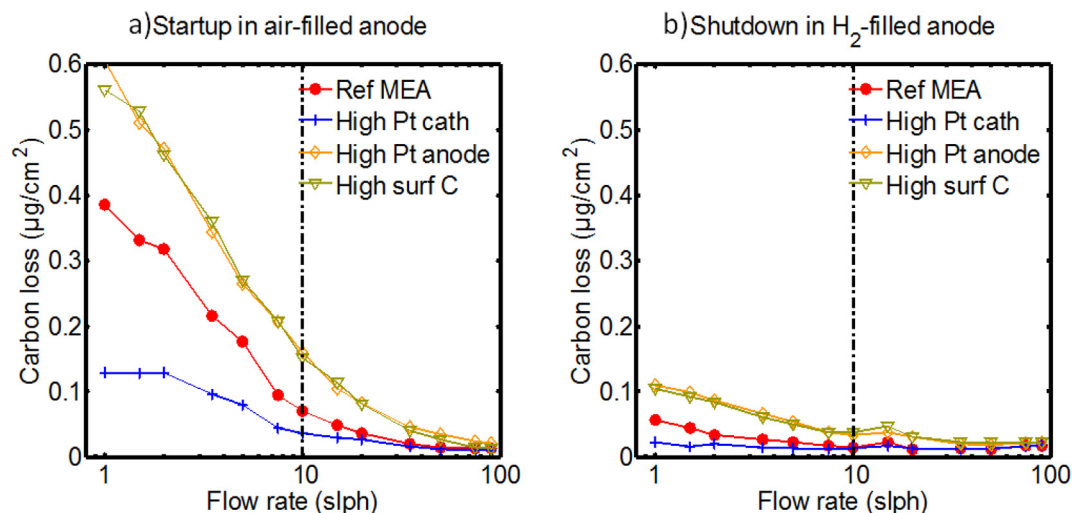 a)Startup in air-filled anode
0.6
0.5
0.4
0.3
0.2
0.1
0
Carbon loss (µg/cm²)
Ref MEA
High Pt cath
High Pt anode
High surf C
1
10
100
Flow rate (slph)
b)Shutdown in H₂-filled anode
0.6
0.5
0.4
0.3
0.2
0.1
0
Carbon loss (µg/cm²)
Ref MEA
High Pt cath
High Pt anode
High surf C
1
10
100
Flow rate (slph)